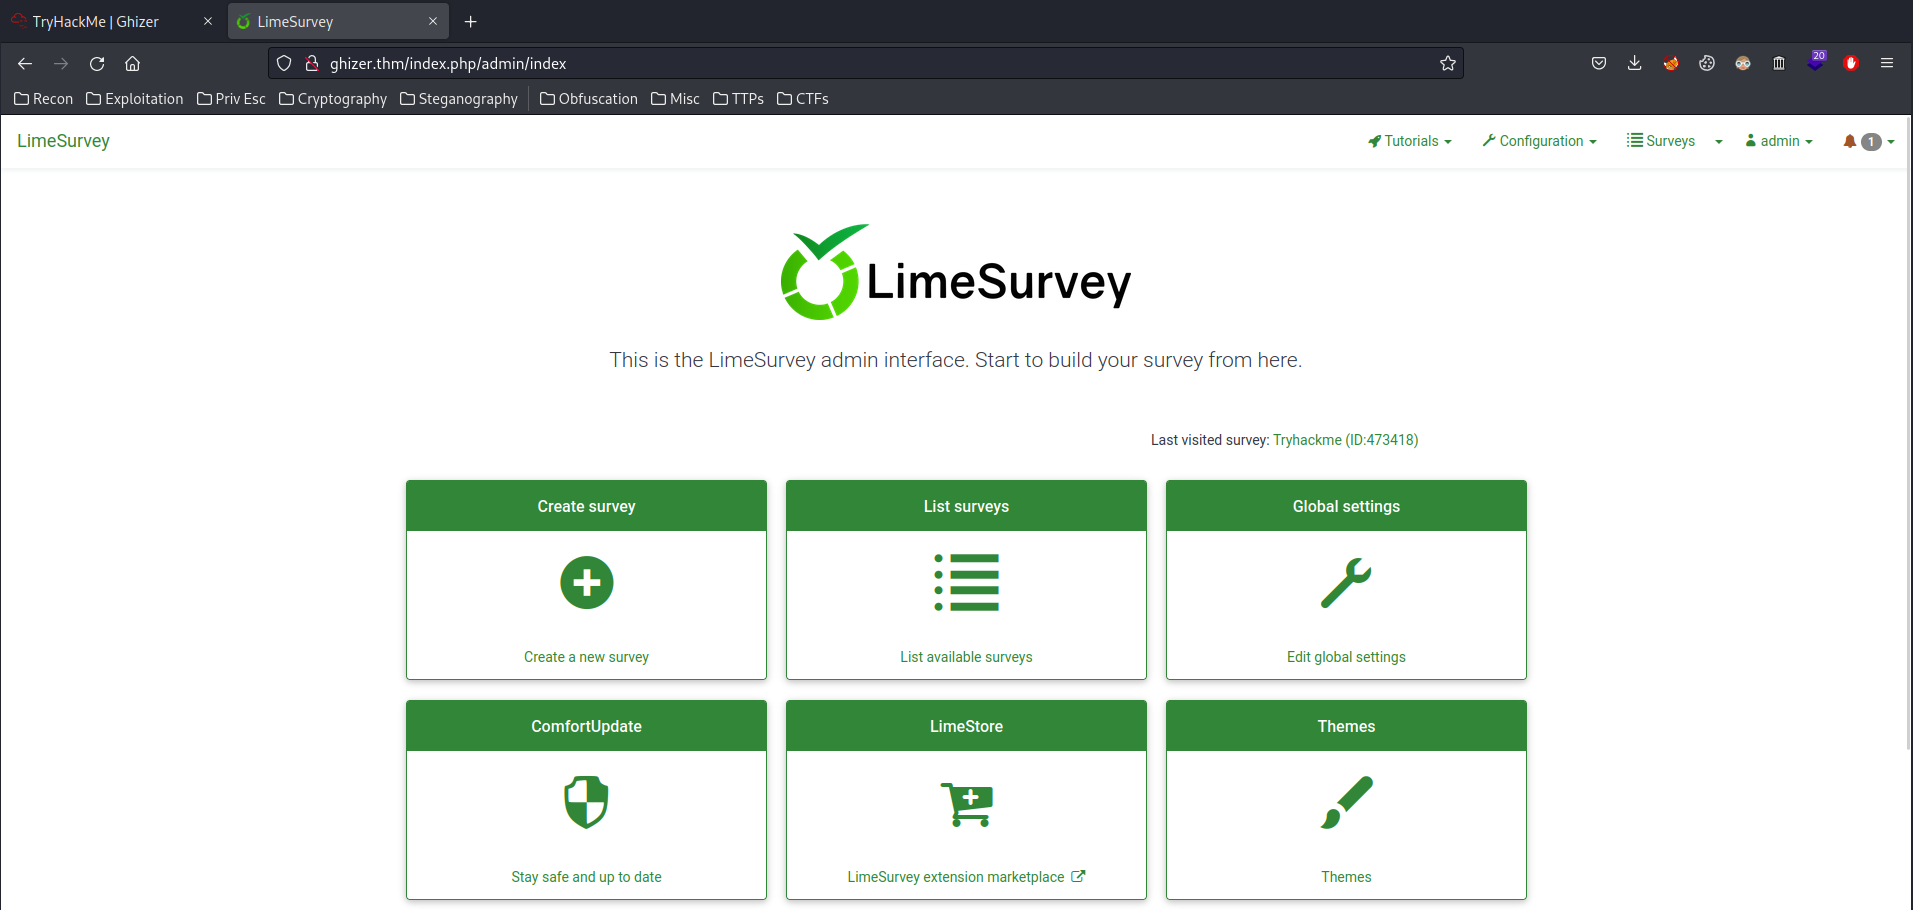 TryHackMe | Ghizer
LimeSurvey
ghizer.thm/index.php/admin/index
20
Recon Exploitation Priv Esc Cryptography Steganography Obfuscation Misc TTPs CTFs
LimeSurvey Tutorials Configuration Surveys admin 1
LimeSurvey
This is the LimeSurvey admin interface. Start to build your survey from here.
Last visited survey: Tryhackme (ID:473418)
Create survey
Create a new survey
List surveys
List available surveys
Global settings
Edit global settings
ComfortUpdate
Stay safe and up to date
LimeStore
LimeSurvey extension marketplace
Themes
Themes